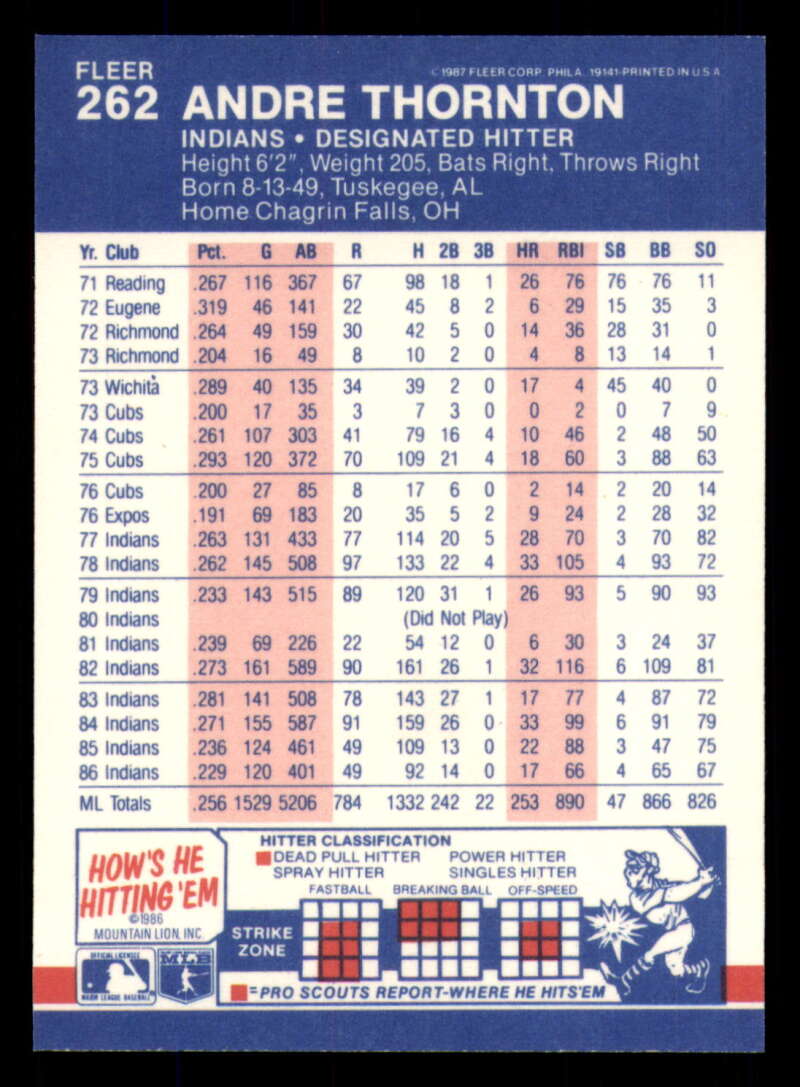 FLEER
©1987 FLEER CORP. PHILA. 19141-PRINTED IN U.S.A.
262 ANDRE THORNTON
INDIANS • DESIGNATED HITTER
Height 6'2", Weight 205, Bats Right, Throws Right
Born 8-13-49, Tuskegee, AL
Home Chagrin Falls, OH
Yr. Club Pct. G AB R H 2B 3B HR RBI SB BB SO
71 Reading .267 116 367 67 98 18 1 26 76 76 76 11
72 Eugene .319 46 141 22 45 8 2 6 29 15 35 3
72 Richmond .264 49 159 30 42 5 0 14 36 28 31 0
73 Richmond .204 16 49 8 10 2 0 4 8 13 14 1
73 Wichita .289 40 135 34 39 2 0 17 4 45 40 0
73 Cubs .200 17 35 3 7 3 0 0 2 0 7 9
74 Cubs .261 107 303 41 79 16 4 10 46 2 48 50
75 Cubs .293 120 372 70 109 21 4 18 60 3 88 63
76 Cubs .200 27 85 8 17 6 0 2 14 2 20 14
76 Expos .191 69 183 20 35 5 2 9 24 2 28 32
77 Indians .263 131 433 77 114 20 5 28 70 3 70 82
78 Indians .262 145 508 97 133 22 4 33 105 4 93 72
79 Indians .233 143 515 89 120 31 1 26 93 5 90 93
80 Indians (Did Not Play)
81 Indians .239 69 226 22 54 12 0 6 30 3 24 37
82 Indians .273 161 589 90 161 26 1 32 116 6 109 81
83 Indians .281 141 508 78 143 27 1 17 77 4 87 72
84 Indians .271 155 587 91 159 26 0 33 99 6 91 79
85 Indians .236 124 461 49 109 13 0 22 88 3 47 75
86 Indians .229 120 401 49 92 14 0 17 66 4 65 67
ML Totals .256 1529 5206 784 1332 242 22 253 890 47 866 826
HOW'S HE
HITTING 'EM
©1986
MOUNTAIN LION, INC.
HITTER CLASSIFICATION
DEAD PULL HITTER POWER HITTER
SPRAY HITTER SINGLES HITTER
FASTBALL BREAKING BALL OFF-SPEED
STRIKE
ZONE
=PRO SCOUTS REPORT-WHERE HE HITS 'EM
OFFICIAL LICENSEE
MAJOR LEAGUE BASEBALL
MLB